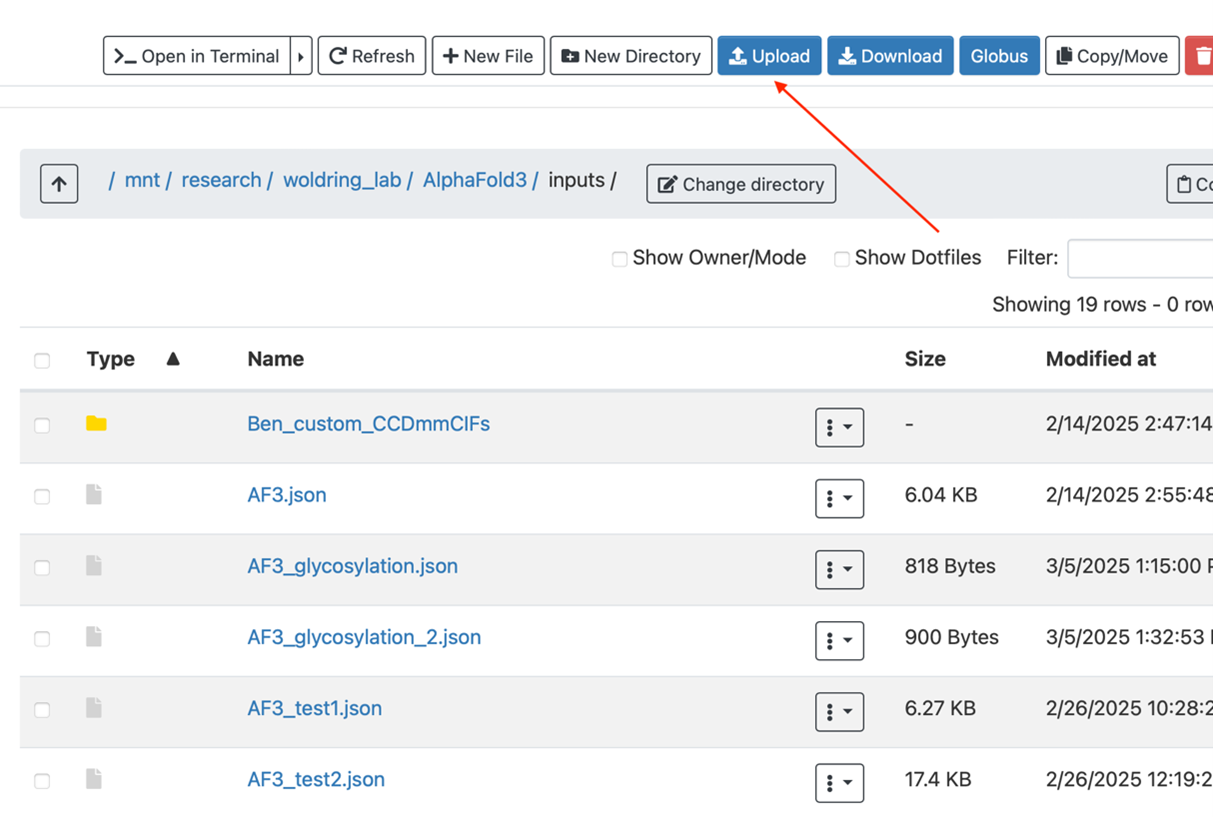 >_ Open in Terminal Refresh + New File New Directory Upload Download Globus Copy/Move
/ mnt / research / woldring_lab / AlphaFold3 / inputs / Change directory
Show Owner/Mode Show Dotfiles Filter:
Showing 19 rows - 0
Type ▲ Name Size Modified at
Ben_custom_CCDmmCIFs - 2/14/2025 2:47:14
AF3.json 6.04 KB 2/14/2025 2:55:48
AF3_glycosylation.json 818 Bytes 3/5/2025 1:15:00
AF3_glycosylation_2.json 900 Bytes 3/5/2025 1:32:53
AF3_test1.json 6.27 KB 2/26/2025 10:28:2
AF3_test2.json 17.4 KB 2/26/2025 12:19:2